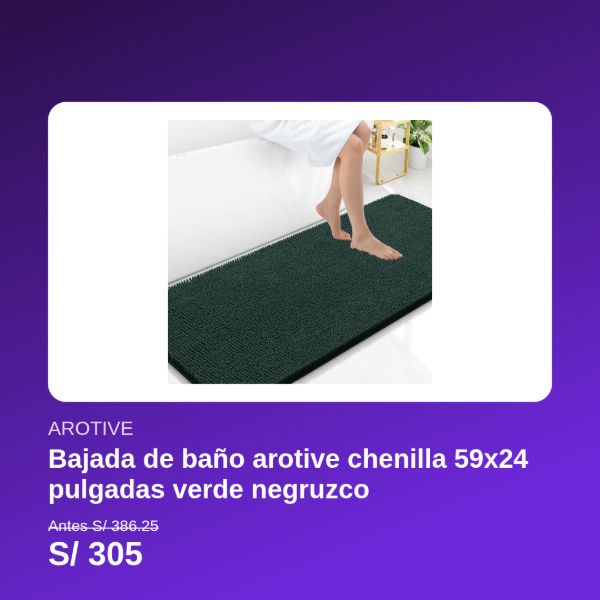 AROTIVE
Bajada de baño arotive chenilla 59x24
pulgadas verde negruzco
Antes S/ 386.25
S/ 305